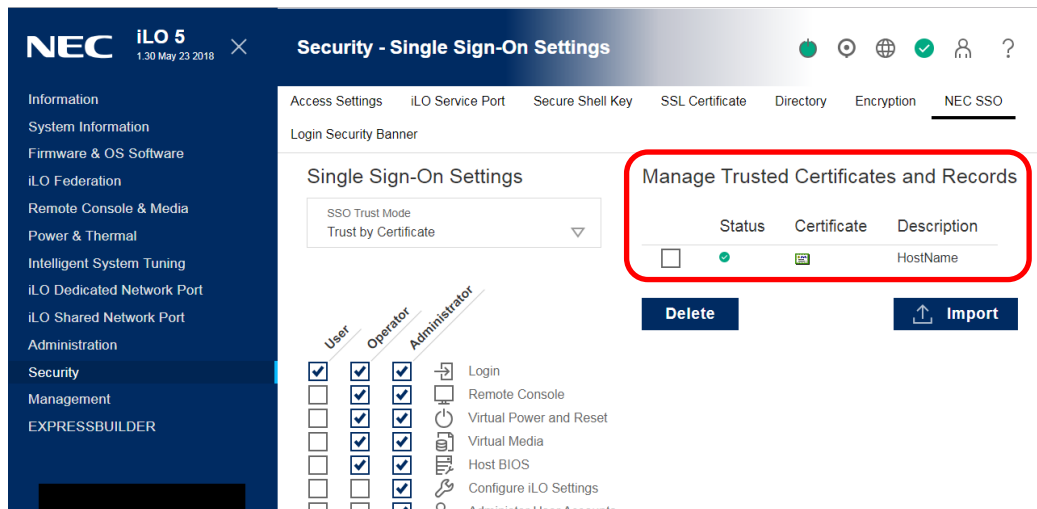 NEC iLO 5
1.30 May 23 2018
Security - Single Sign-On Settings
?
Information
System Information
Firmware & OS Software
iLO Federation
Remote Console & Media
Power & Thermal
Intelligent System Tuning
iLO Dedicated Network Port
iLO Shared Network Port
Administration
Security
Management
EXPRESSBUILDER
Access Settings iLO Service Port Secure Shell Key SSL Certificate Directory Encryption NEC SSO
Login Security Banner
Single Sign-On Settings
SSO Trust Mode
Trust by Certificate
User Operator Administrator
Login
Remote Console
Virtual Power and Reset
Virtual Media
Host BIOS
Configure iLO Settings
Administer User Accounts
Manage Trusted Certificates and Records
Status Certificate Description
HostName
Delete Import